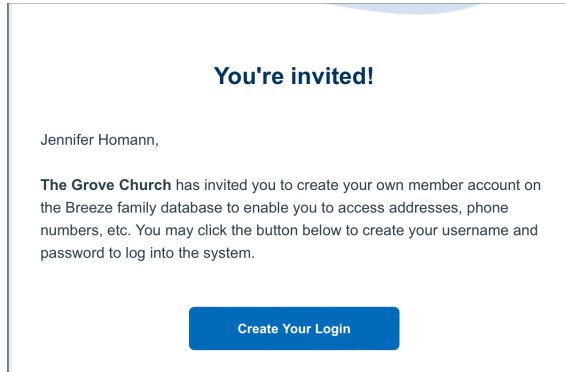 You're invited!
Jennifer Homann,
The Grove Church has invited you to create your own member account on
the Breeze family database to enable you to access addresses, phone
numbers, etc. You may click the button below to create your username and
password to log into the system.
Create Your Login